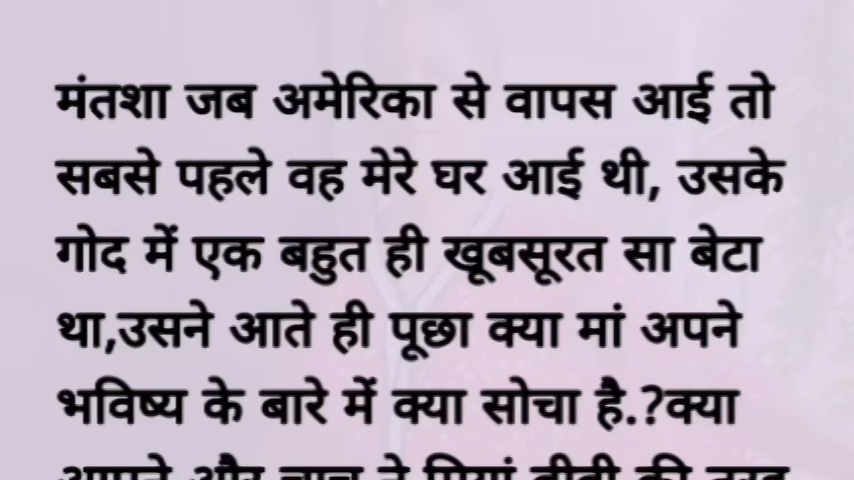 मंतशा जब अमेरिका से वापस आई तो
सबसे पहले वह मेरे घर आई थी, उसके
गोद में एक बहुत ही खूबसूरत सा बेटा
था,उसने आते ही पूछा क्या मां अपने
भविष्य के बारे में क्या सोचा है.?क्या